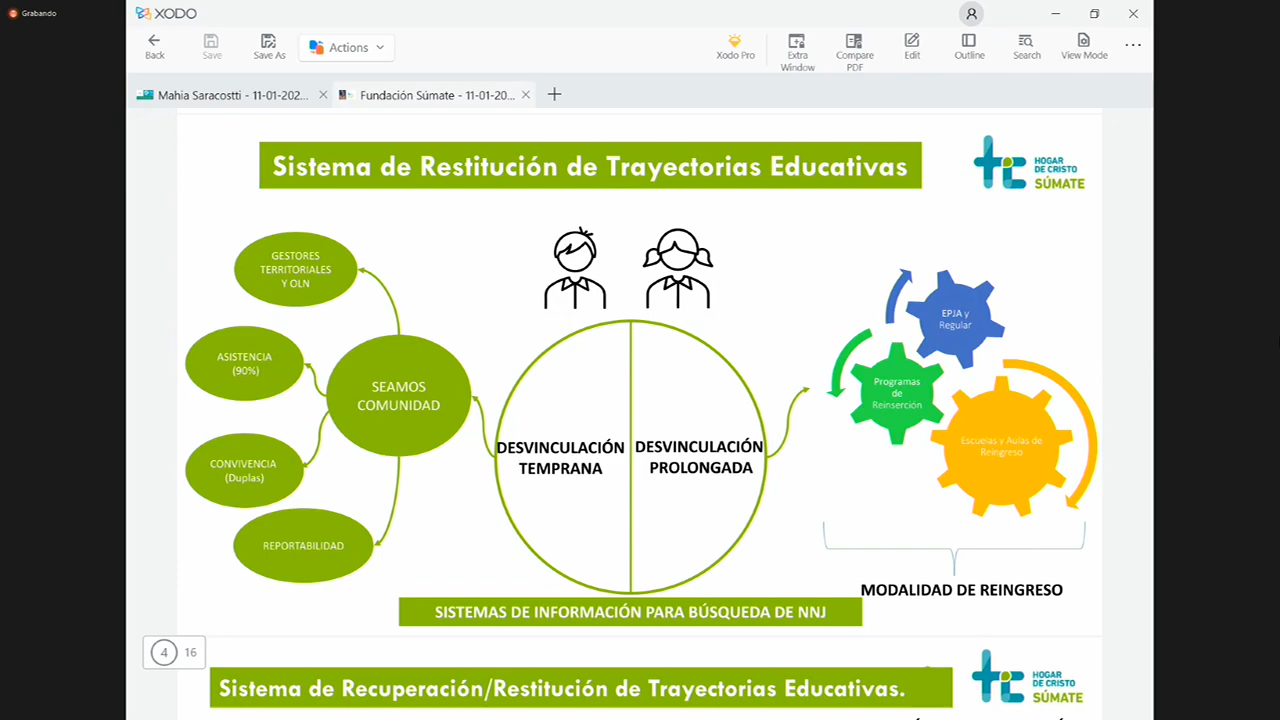 Grabando
XODO
Back
Save
Save As
Actions
Xodo Pro
Extra
Window
Compare
PDF
Edit
Outline
Search
View Mode
Mahia Saracostti - 11-01-202...
Fundación Súmate - 11-01-20...
Sistema de Restitución de Trayectorias Educativas
HOGAR
DE CRISTO
SÚMATE
GESTORES
TERRITORIALES
Y OLN
ASISTENCIA
(90%)
SEAMOS
COMUNIDAD
CONVIVENCIA
(Duplas)
REPORTABILIDAD
DESVINCULACIÓN
TEMPRANA
DESVINCULACIÓN
PROLONGADA
EPJA y
Regular
Programas
de
Reinserción
Escuelas y Aulas de
Reingreso
MODALIDAD DE REINGRESO
SISTEMAS DE INFORMACIÓN PARA BÚSQUEDA DE NNJ
4 16
Sistema de Recuperación/Restitución de Trayectorias Educativas.
HOGAR
DE CRISTO
SÚMATE